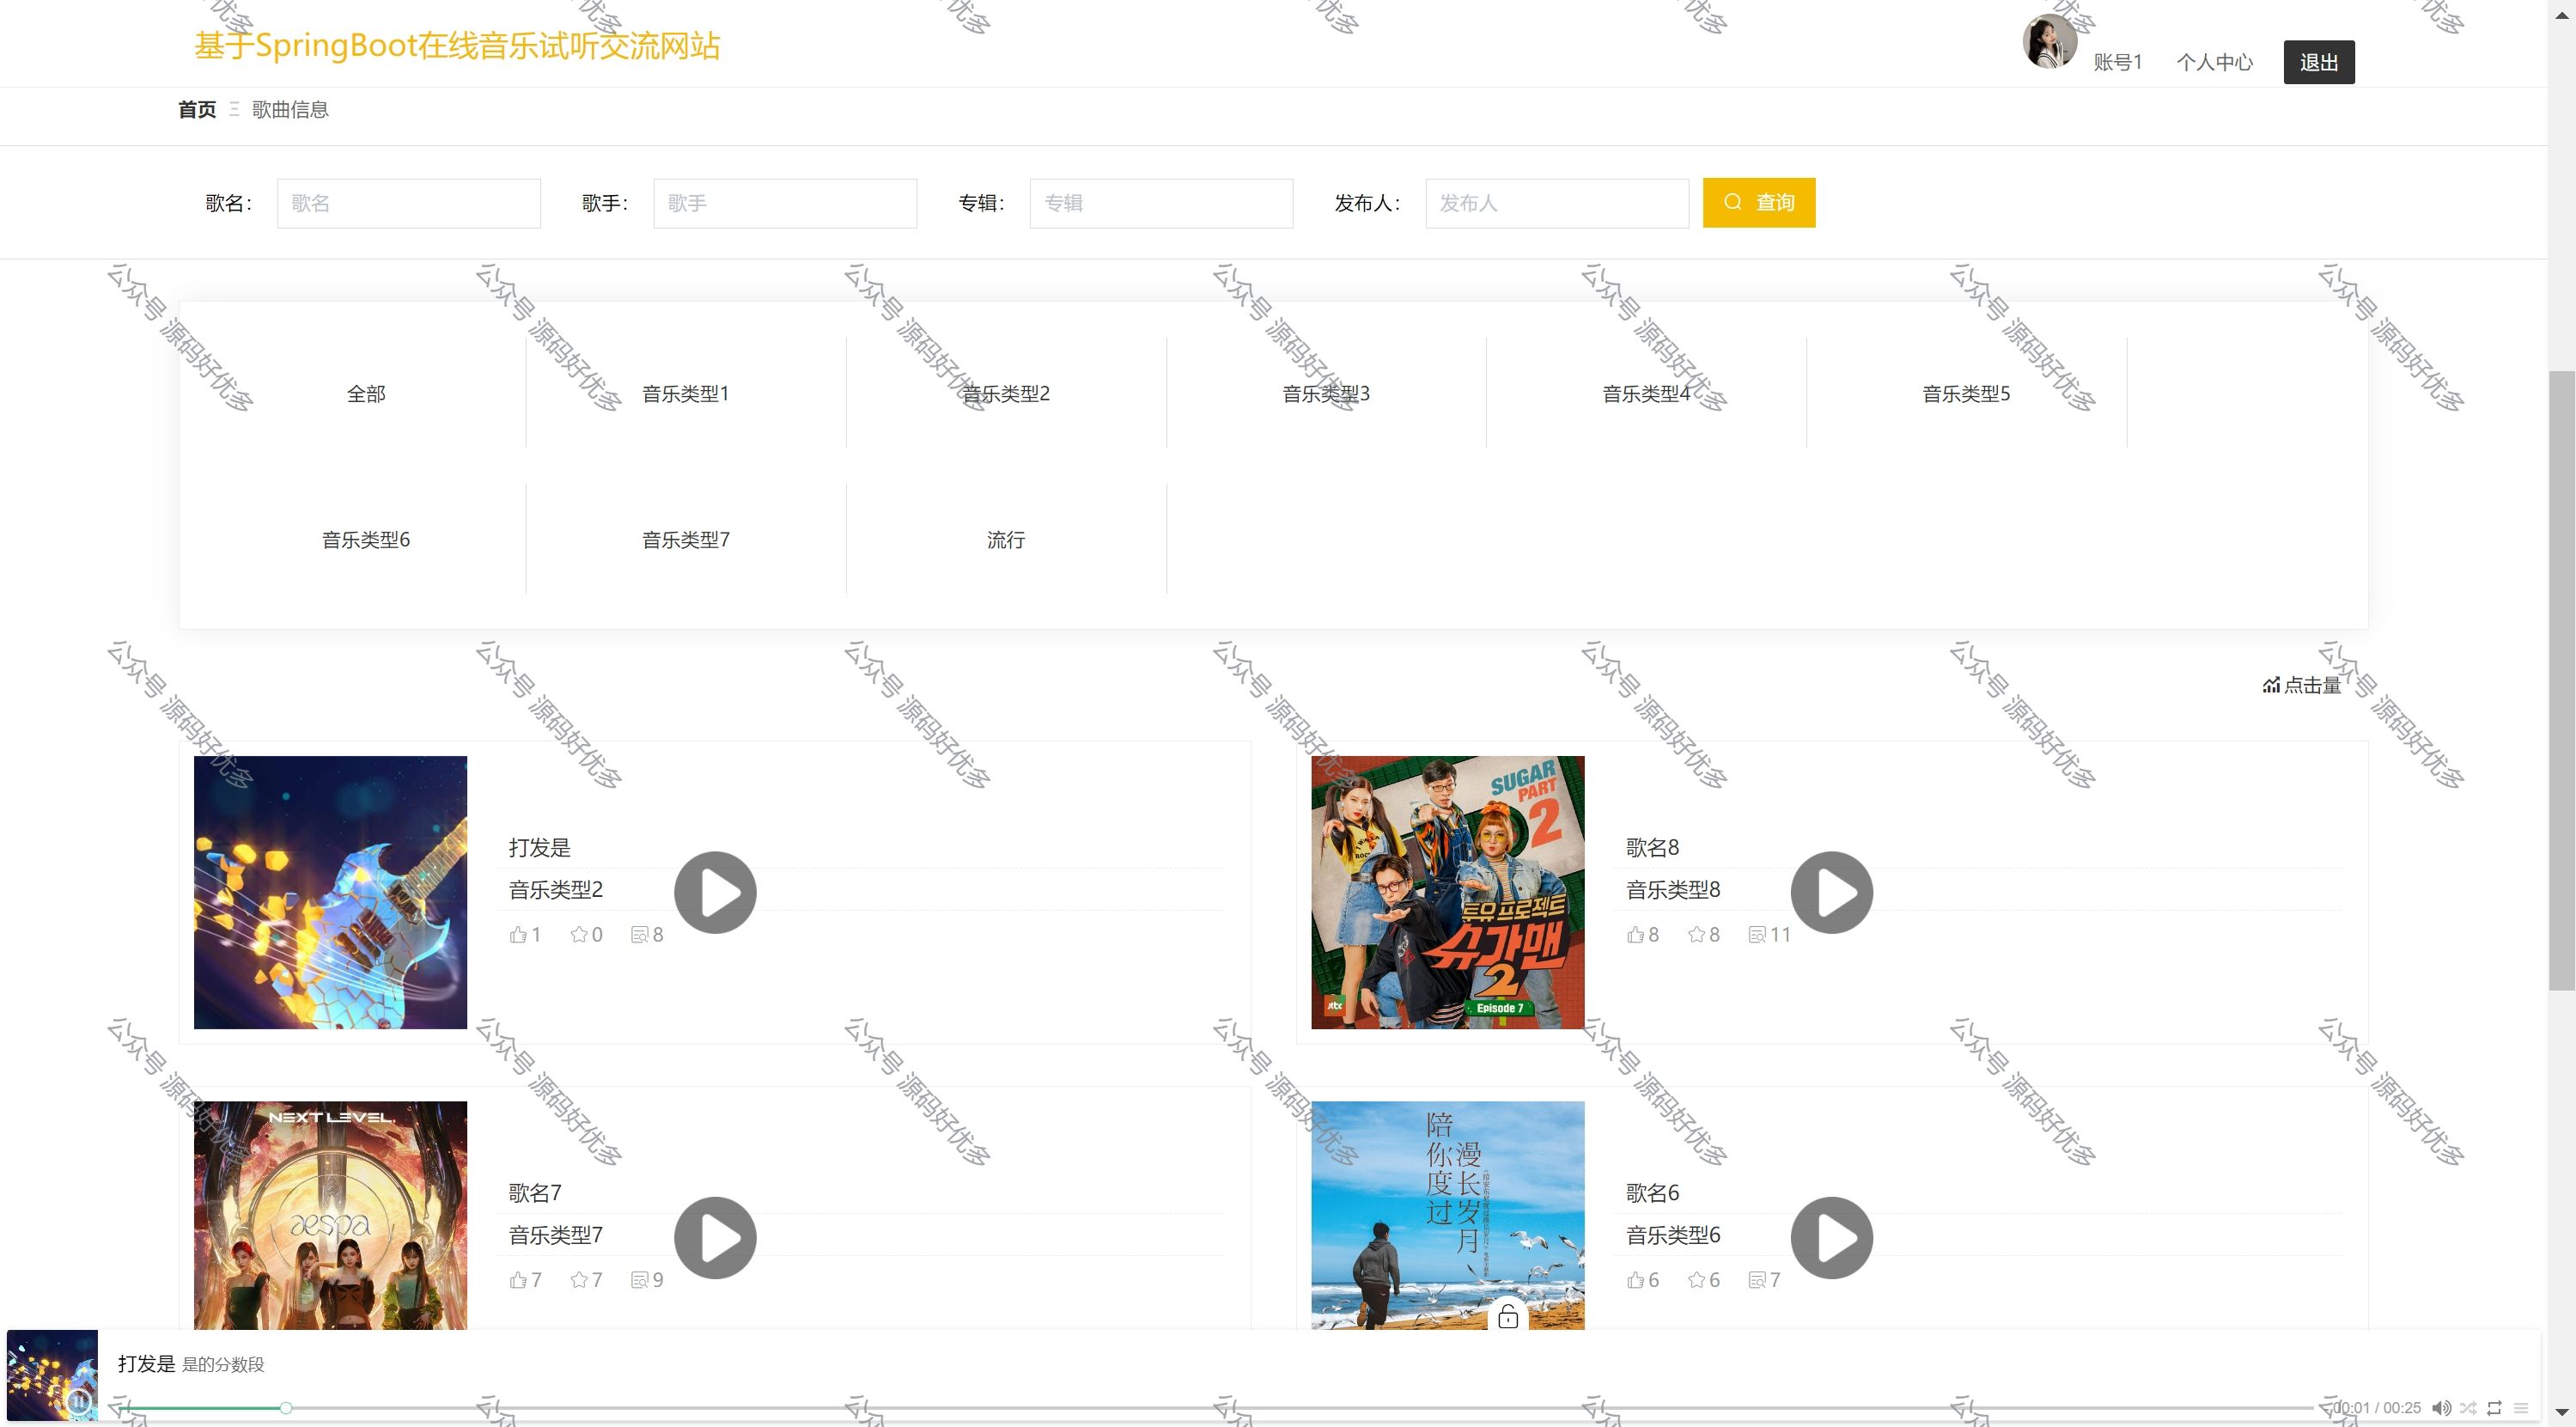 基于SpringBoot在线音乐试听交流网站
账号1 个人中心 退出
首页 歌曲信息
歌名： 歌名 歌手： 歌手 专辑： 专辑 发布人： 发布人 查询
全部 音乐类型1 音乐类型2 音乐类型3 音乐类型4 音乐类型5
音乐类型6 音乐类型7 流行
点击量
打发是
音乐类型2
1 0 8
SUGAR
PART
2
ROCK
투유 프로젝트
슈가맨
2
jtbc
Episode 7
歌名8
音乐类型8
8 8 11
NEXT LEVEL.
aespa
歌名7
音乐类型7
7 7 9
陪你度过
漫长岁月
歌名6
音乐类型6
6 6 7
打发是 是的分数段
00:01 / 00:25
公众号 源码好优多